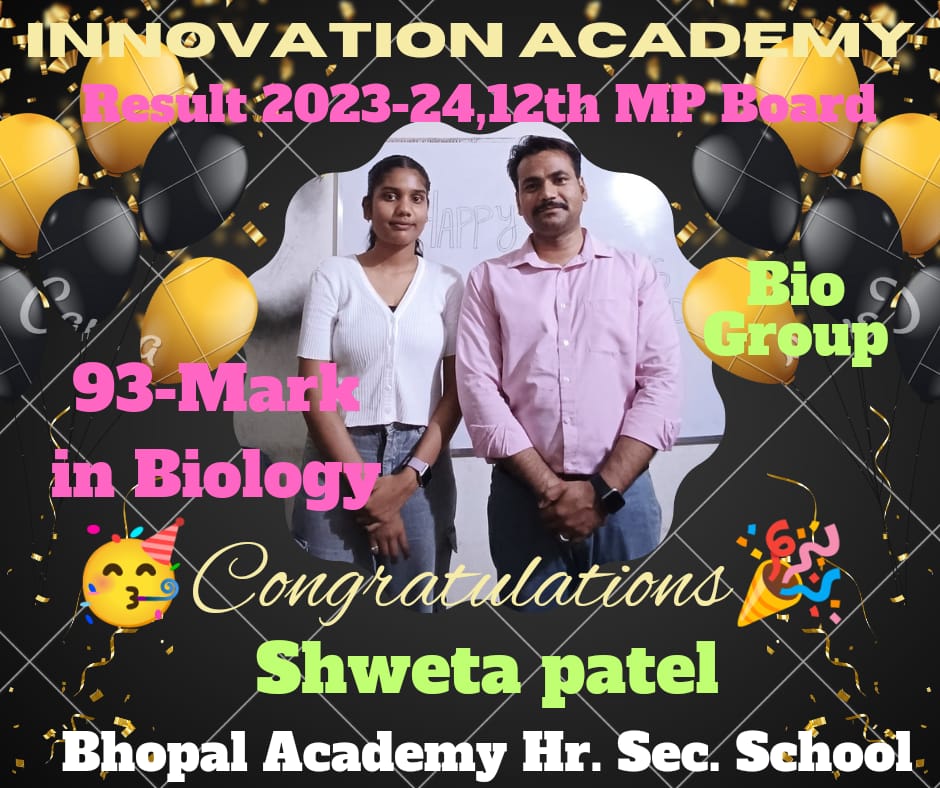 INNOVATION ACADEMY
Result 2023-24,12th MP Board
HAPPY
Bio
Group
93-Mark
in Biology
Congratulations
Shweta patel
Bhopal Academy Hr. Sec. School